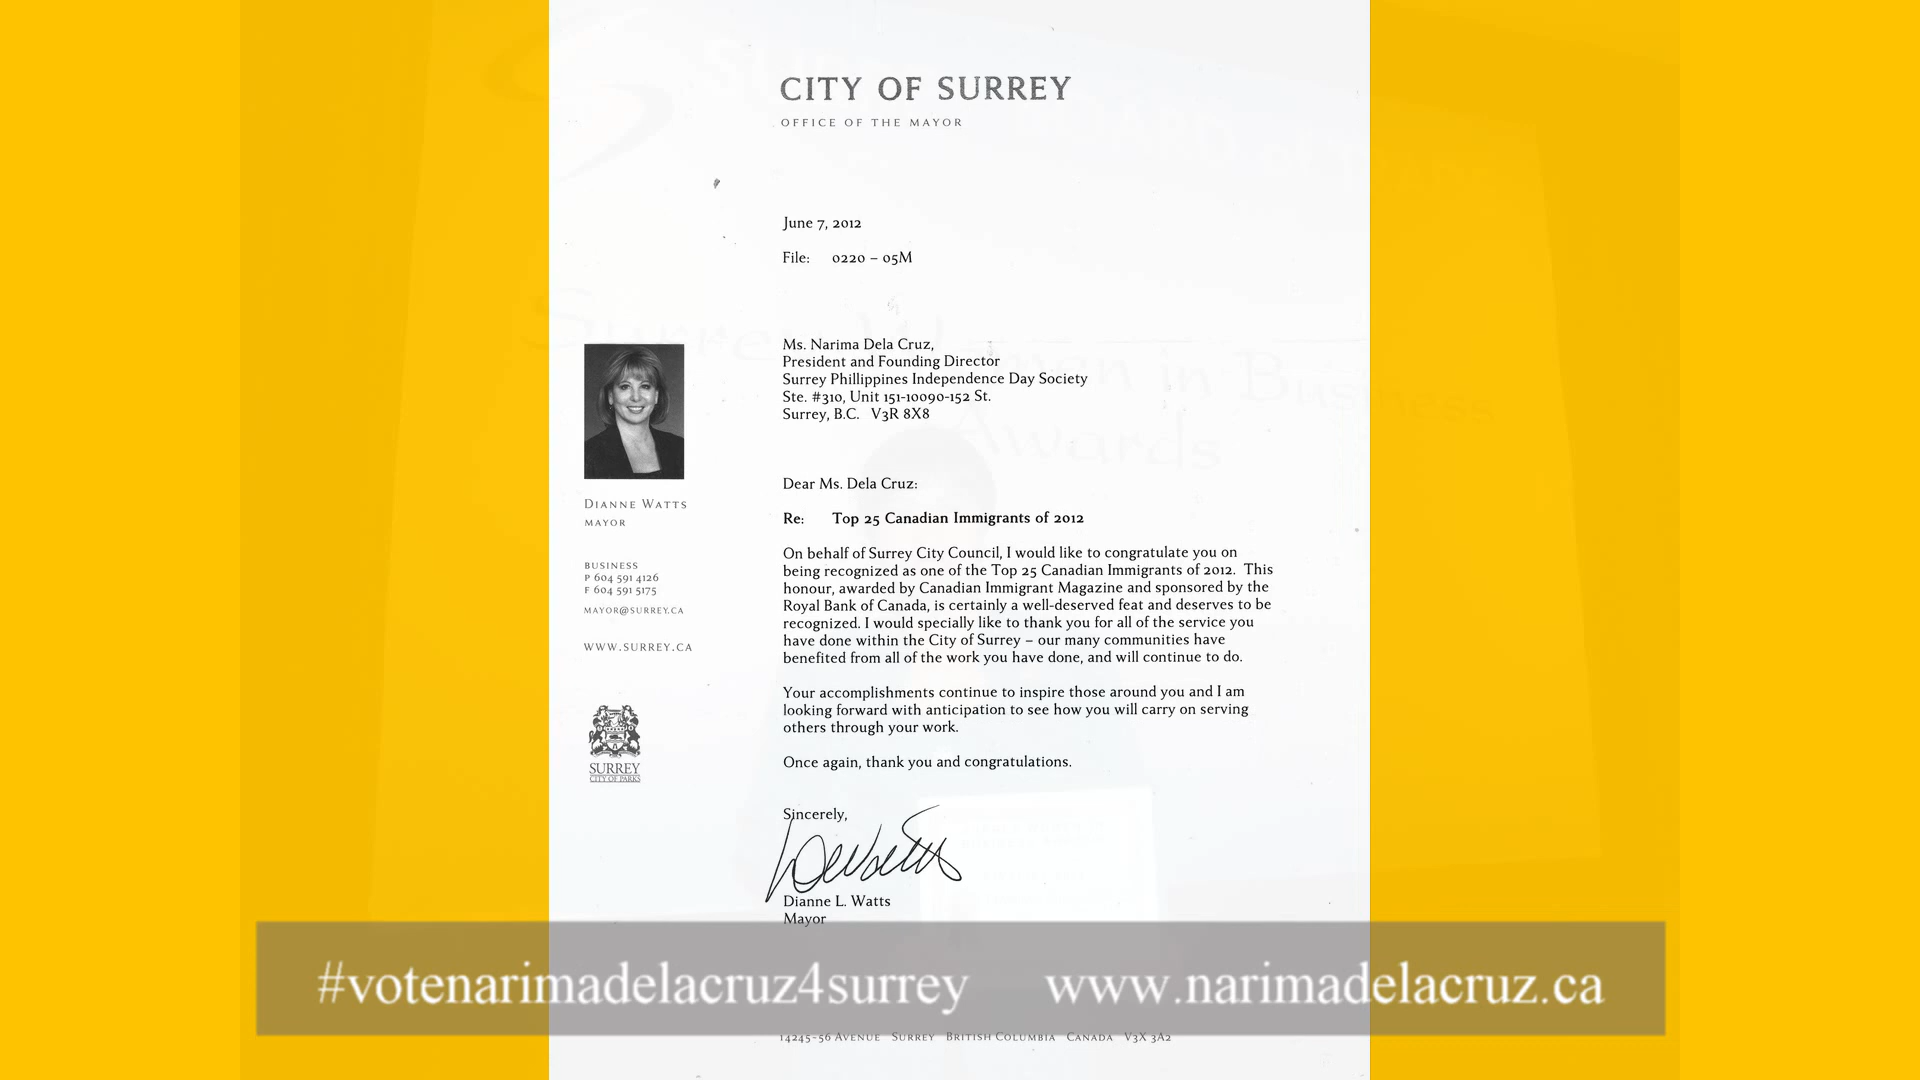 CITY OF SURREY
OFFICE OF THE MAYOR
June 7, 2012
File: 0220 – 05M
Ms. Narima Dela Cruz,
President and Founding Director
Surrey Phillippines Independence Day Society
Ste. #310, Unit 151-10090-152 St.
Surrey, B.C. V3R 8X8
Surrey Women in Business
Awards
DIANNE WATTS
MAYOR
BUSINESS
P 604 591 4126
F 604 591 5175
MAYOR@SURREY.CA
WWW.SURREY.CA
SURREY
CITY OF PARKS
Dear Ms. Dela Cruz:
Re: Top 25 Canadian Immigrants of 2012
On behalf of Surrey City Council, I would like to congratulate you on
being recognized as one of the Top 25 Canadian Immigrants of 2012. This
honour, awarded by Canadian Immigrant Magazine and sponsored by the
Royal Bank of Canada, is certainly a well-deserved feat and deserves to be
recognized. I would specially like to thank you for all of the service you
have done within the City of Surrey – our many communities have
benefited from all of the work you have done, and will continue to do.
Your accomplishments continue to inspire those around you and I am
looking forward with anticipation to see how you will carry on serving
others through your work.
Once again, thank you and congratulations.
Sincerely,
Dianne L. Watts
Mayor
#votenarimadelacruz4surrey www.narimadelacruz.ca
14245-56 AVENUE SURREY BRITISH COLUMBIA CANADA V3X 3A2